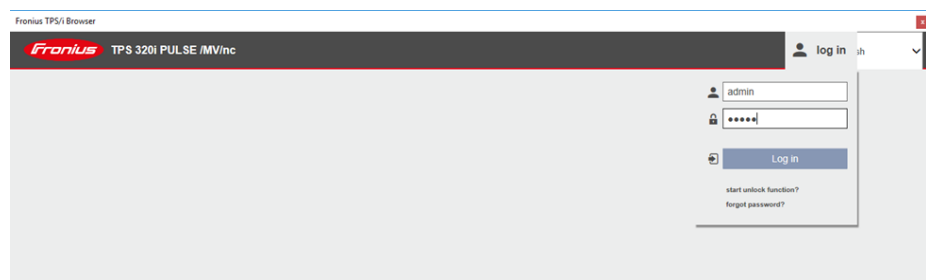 Fronius TPS/i Browser
x
Fronius TPS 320i PULSE /MV/nc
log in
sh
admin
•••••
Log in
start unlock function?
forgot password?